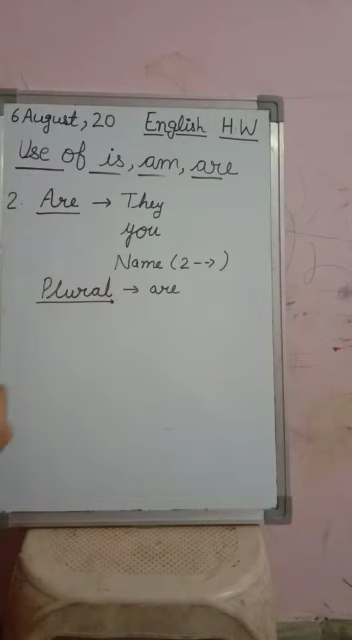 6 August, 20 English H.W
Use of is, am, are
2. Are → They
you
Name (2-->)
Plural → are